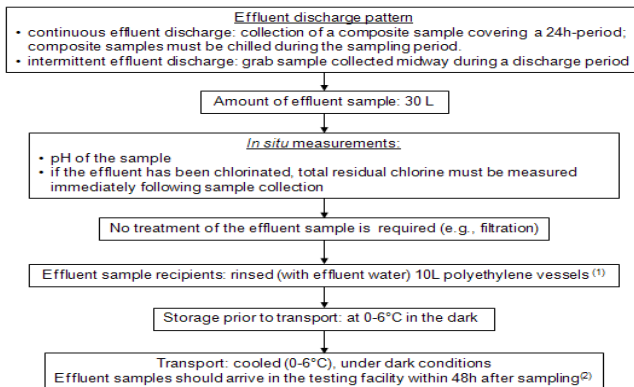 Effluent discharge pattern
• continuous effluent discharge: collection of a composite sample covering a 24h-period;
composite samples must be chilled during the sampling period.
• intermittent effluent discharge: grab sample collected midway during a discharge period
Amount of effluent sample: 30 L
In situ measurements:
• pH of the sample
• if the effluent has been chlorinated, total residual chlorine must be measured
immediately following sample collection
No treatment of the effluent sample is required (e.g., filtration)
Effluent sample recipients: rinsed (with effluent water) 10L polyethylene vessels (1)
Storage prior to transport: at 0-6°C in the dark
Transport: cooled (0-6°C), under dark conditions
Effluent samples should arrive in the testing facility within 48h after sampling(2)